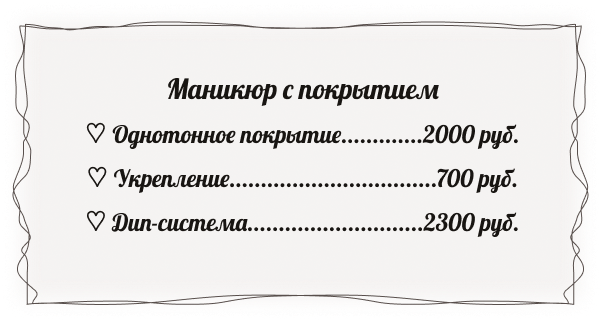 Маникюр с покрытием
♡ Однотонное покрытие.............2000 руб.
♡ Укрепление.................................700 руб.
♡ Дип-система............................2300 руб.